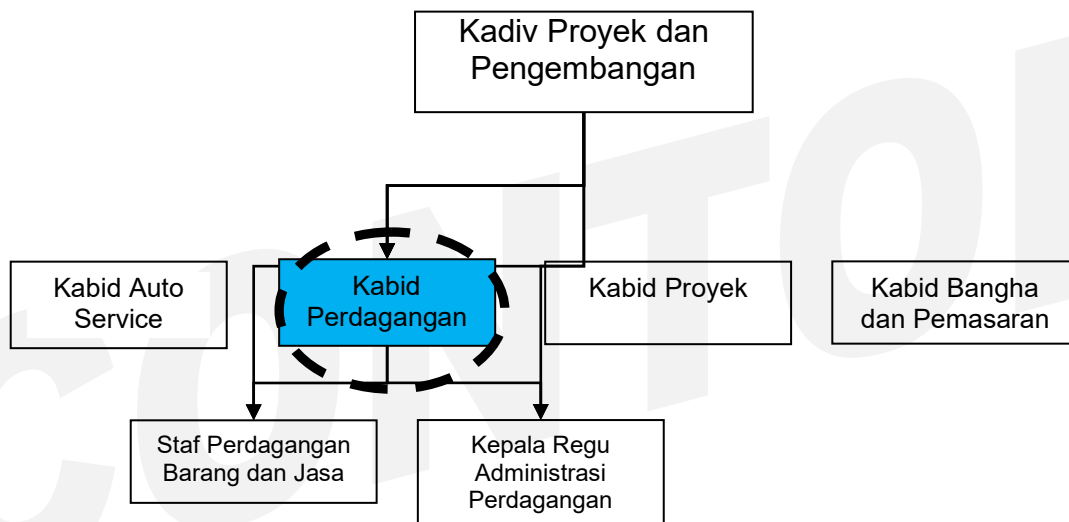 Kadiv Proyek dan
Pengembangan
Kabid Auto
Service
Kabid
Perdagangan
Kabid Proyek
Kabid Bangha
dan Pemasaran
Staf Perdagangan
Barang dan Jasa
Kepala Regu
Administrasi
Perdagangan